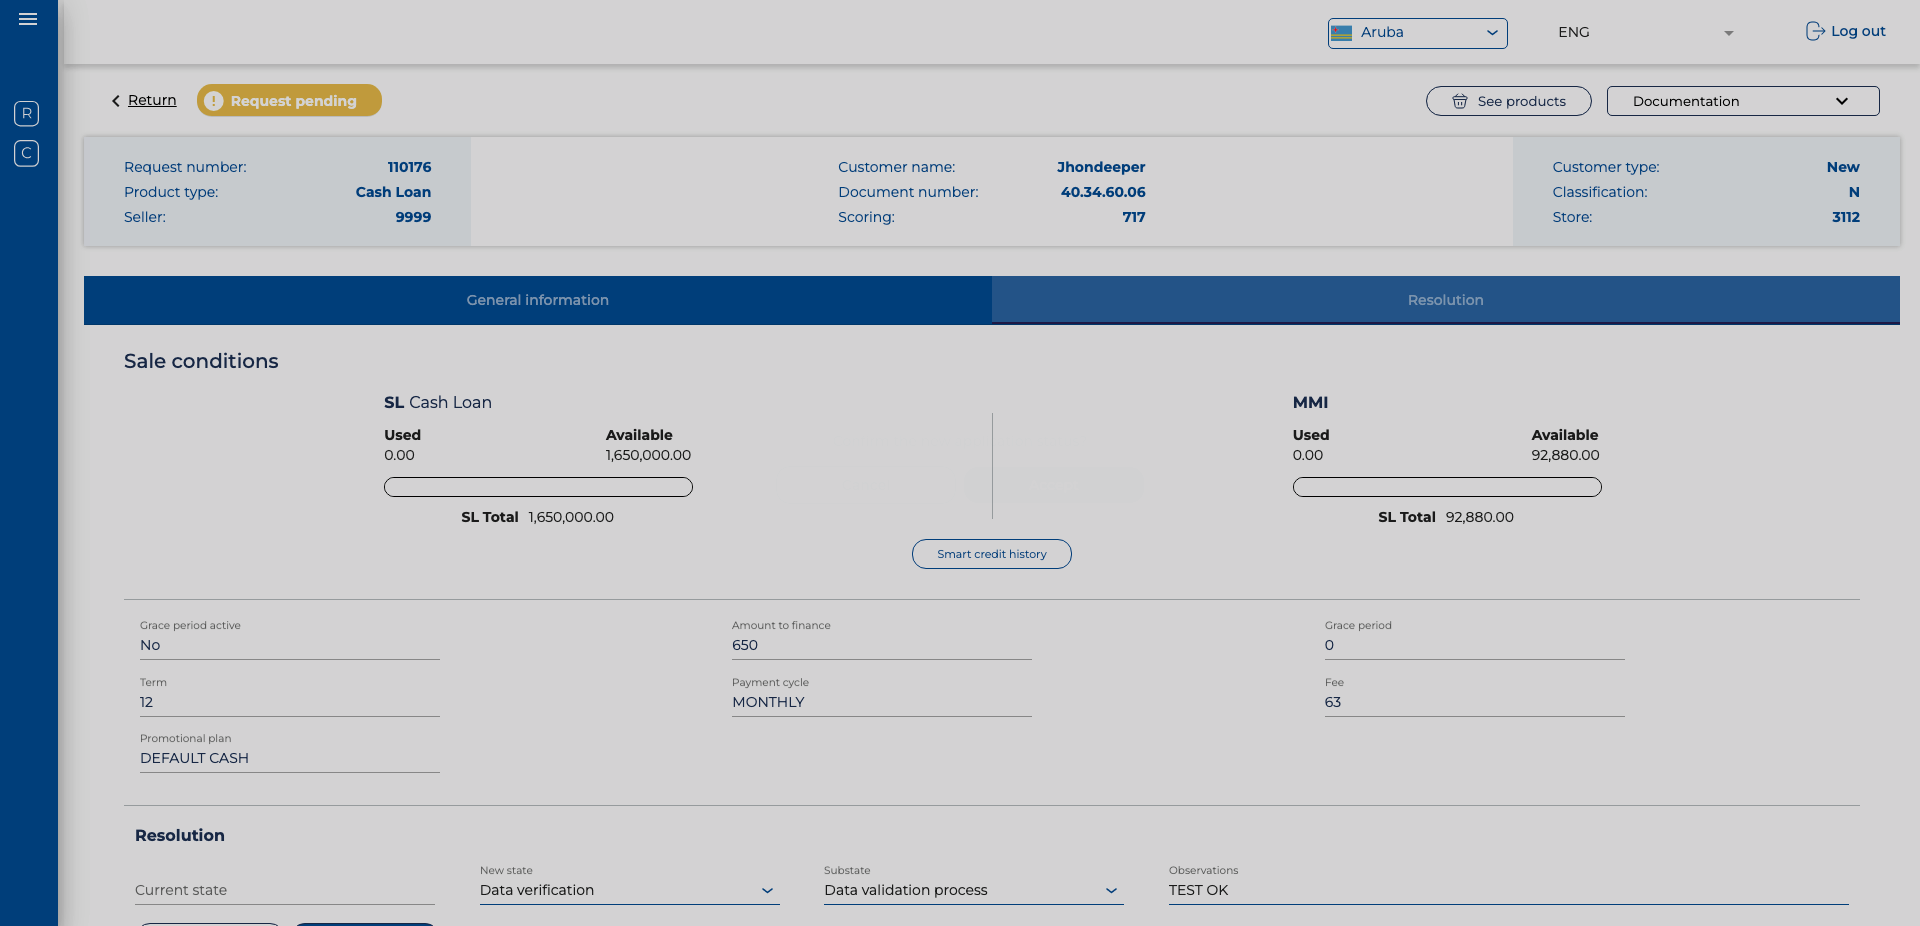 Aruba
ENG
Log out
Return
! Request pending
See products
Documentation
R
C
Request number: 110176
Product type: Cash Loan
Seller: 9999
Customer name: Jhondeeper
Document number: 40.34.60.06
Scoring: 717
Customer type: New
Classification: N
Store: 3112
General information
Resolution
Sale conditions
SL Cash Loan
Used Available
0.00 1,650,000.00
SL Total 1,650,000.00
MMI
Used Available
0.00 92,880.00
SL Total 92,880.00
Smart credit history
Grace period active
No
Amount to finance
650
Grace period
0
Term
12
Payment cycle
MONTHLY
Fee
63
Promotional plan
DEFAULT CASH
Resolution
Current state
New state
Data verification
Substate
Data validation process
Observations
TEST OK